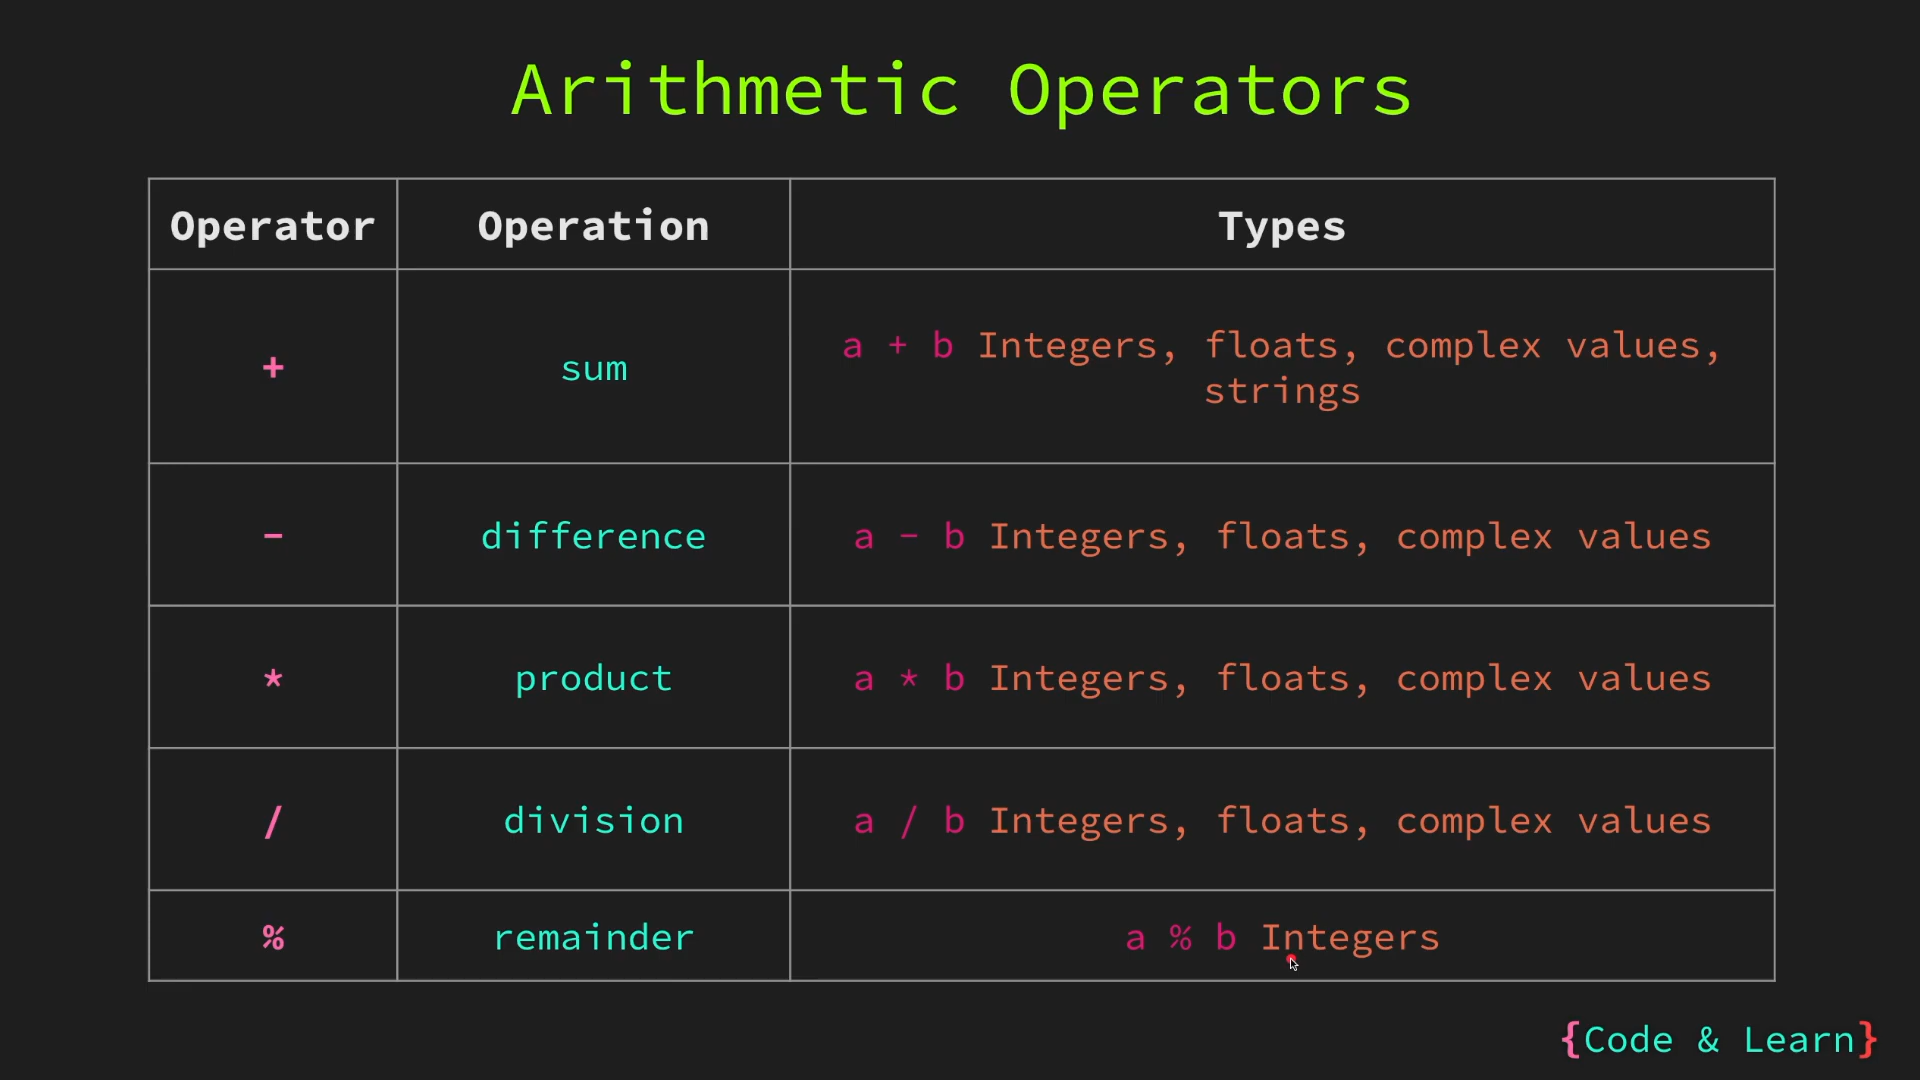 Arithmetic Operators
Operator Operation Types
+ sum a + b Integers, floats, complex values,
strings
- difference a - b Integers, floats, complex values
* product a * b Integers, floats, complex values
/ division a / b Integers, floats, complex values
% remainder a % b Integers
{Code & Learn}